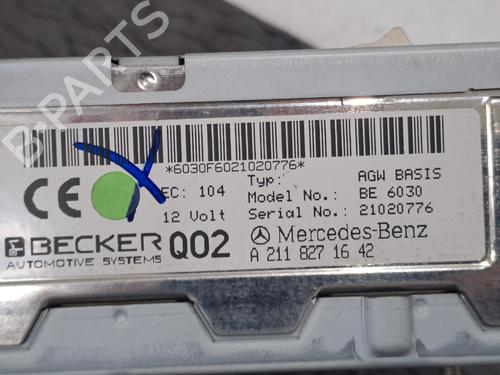 *6030F6021020776*
CE
EC: 104
Typ: AGW BASIS
Model No.: BE 6030
12 Volt
Serial No.: 21020776
BECKER
AUTOMOTIVE SYSTEMS
Q02
Mercedes-Benz
A 211 827 16 42
B-PARTS